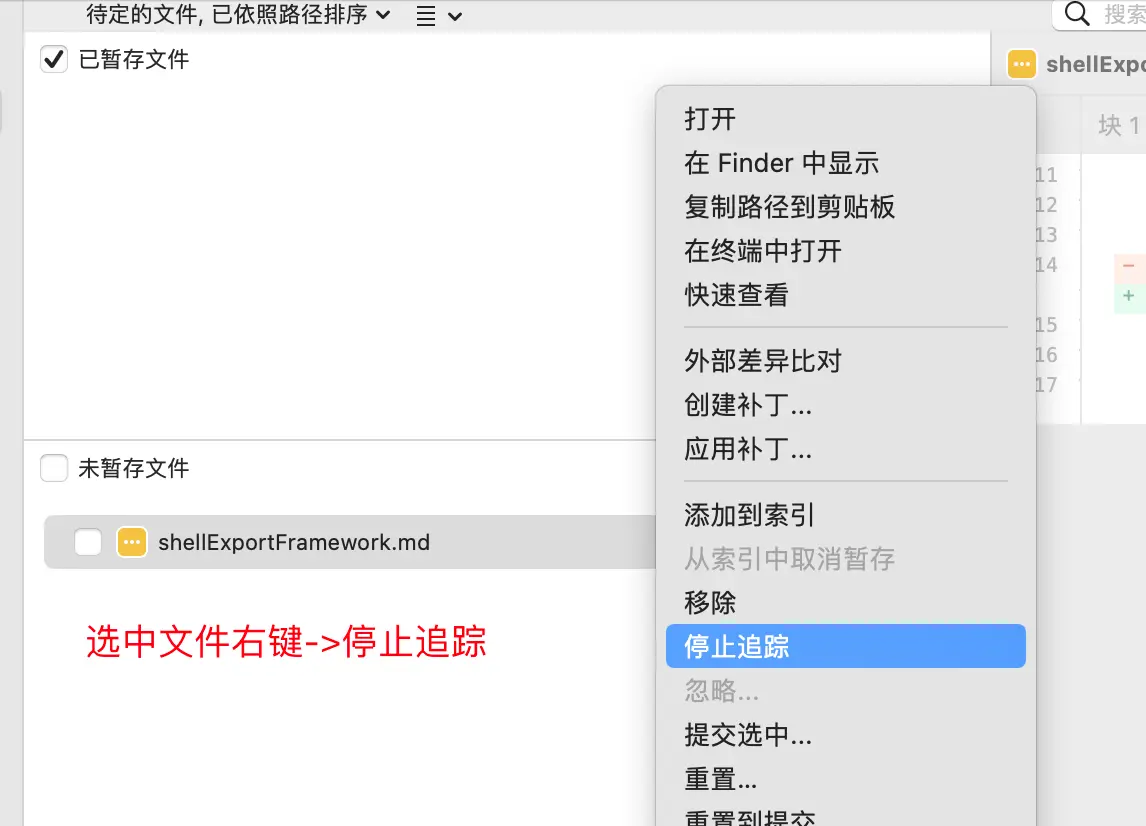 待定的文件, 已依照路径排序
搜索
已暂存文件
shellExpo
块 1
11
12
13
14
−
+
15
16
17
打开
在 Finder 中显示
复制路径到剪贴板
在终端中打开
快速查看
外部差异比对
创建补丁...
应用补丁...
添加到索引
从索引中取消暂存
移除
停止追踪
忽略...
提交选中...
重置...
重置到提交
未暂存文件
shellExportFramework.md
选中文件右键->停止追踪